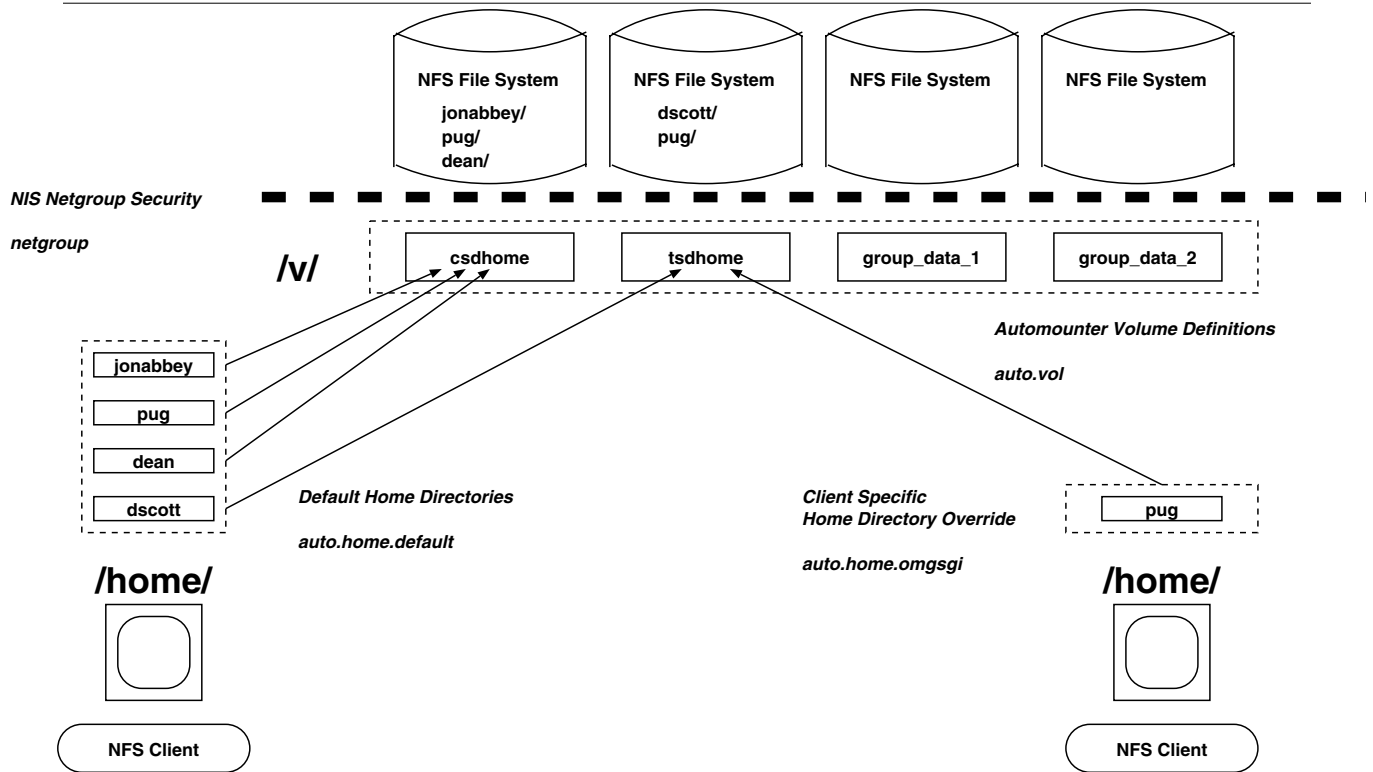 NFS File System
jonabbey/
pug/
dean/
NFS File System
dscott/
pug/
NFS File System
NFS File System
NIS Netgroup Security
netgroup
/v/
csdhome
tsdhome
group_data_1
group_data_2
Automounter Volume Definitions
auto.vol
jonabbey
pug
dean
dscott
Default Home Directories
auto.home.default
Client Specific
Home Directory Override
auto.home.omgsgi
pug
/home/
/home/
NFS Client
NFS Client